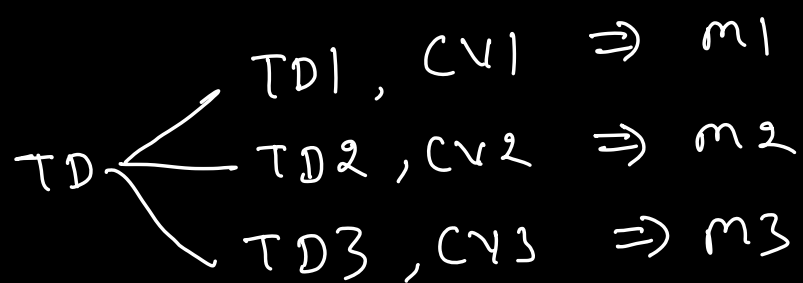 TD1, CV1 ⇒ M1
TD TD2, CV2 ⇒ M2
TD3, CV3 ⇒ M3